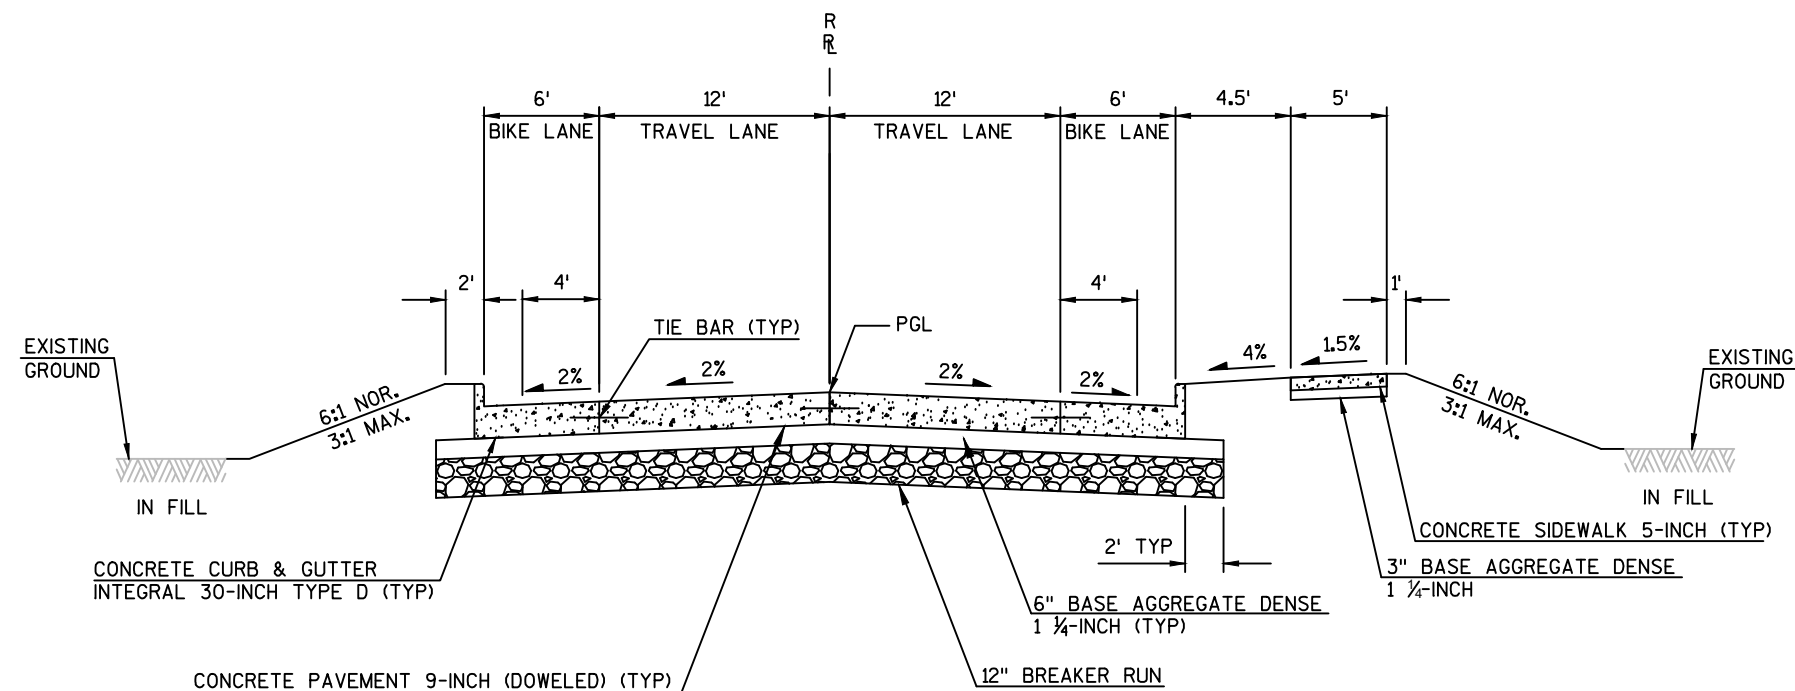 R
R
L
6'
12'
12'
6'
4.5'
5'
BIKE LANE
TRAVEL LANE
TRAVEL LANE
BIKE LANE
2'
4'
4'
1'
TIE BAR (TYP)
PGL
EXISTING
GROUND
6:1 NOR.
3:1 MAX.
2%
2%
2%
2%
4%
1.5%
6:1 NOR.
3:1 MAX.
EXISTING
GROUND
IN FILL
IN FILL
CONCRETE SIDEWALK 5-INCH (TYP)
2' TYP
3" BASE AGGREGATE DENSE
1 ¼-INCH
CONCRETE CURB & GUTTER
INTEGRAL 30-INCH TYPE D (TYP)
6" BASE AGGREGATE DENSE
1 ¼-INCH (TYP)
CONCRETE PAVEMENT 9-INCH (DOWELED) (TYP)
12" BREAKER RUN